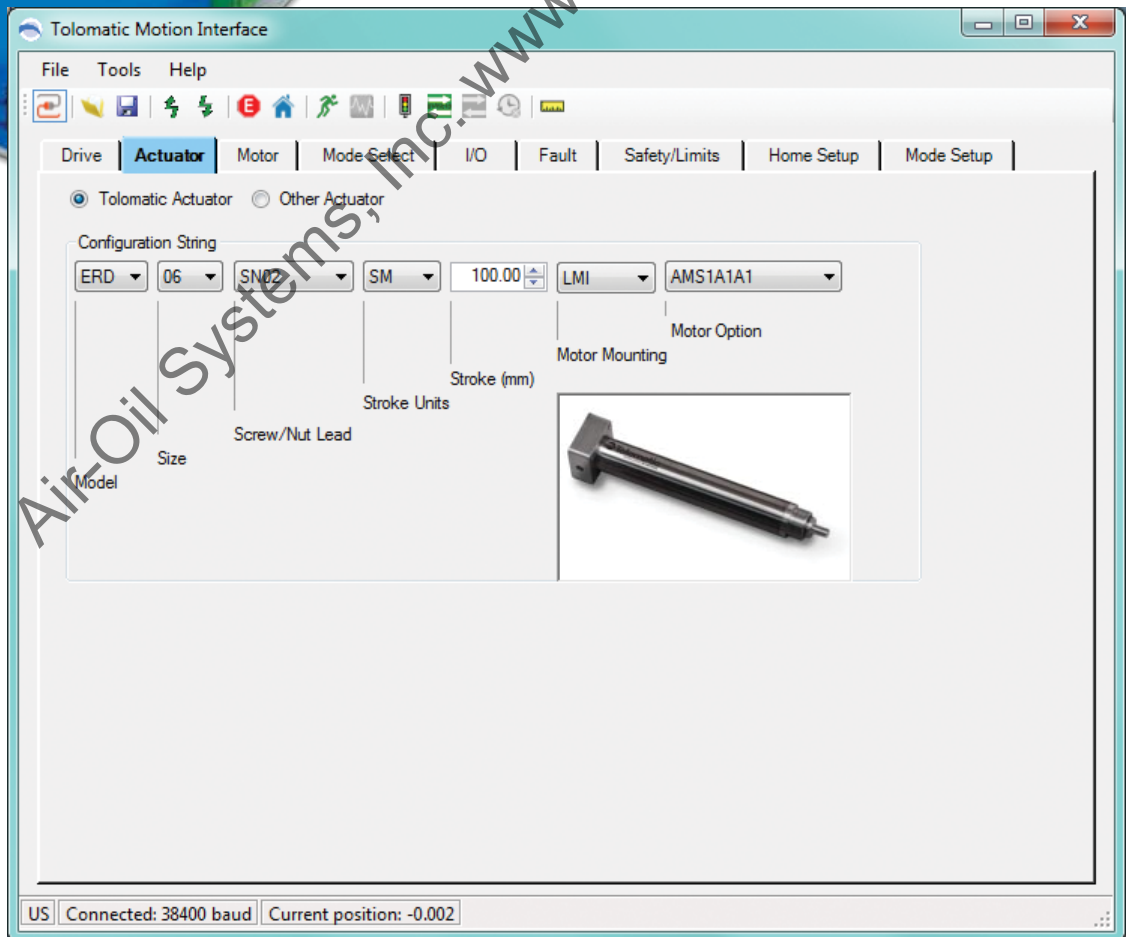 Tolomatic Motion Interface
File Tools Help
Drive Actuator Motor Mode Select I/O Fault Safety/Limits Home Setup Mode Setup
Tolomatic Actuator Other Actuator
Configuration String
ERD 06 SN02 SM 100.00 LMI AMS1A1A1
Motor Option
Motor Mounting
Stroke (mm)
Stroke Units
Screw/Nut Lead
Size
Model
Tolomatic
US Connected: 38400 baud Current position: -0.002
Air-Oil Systems, Inc. www